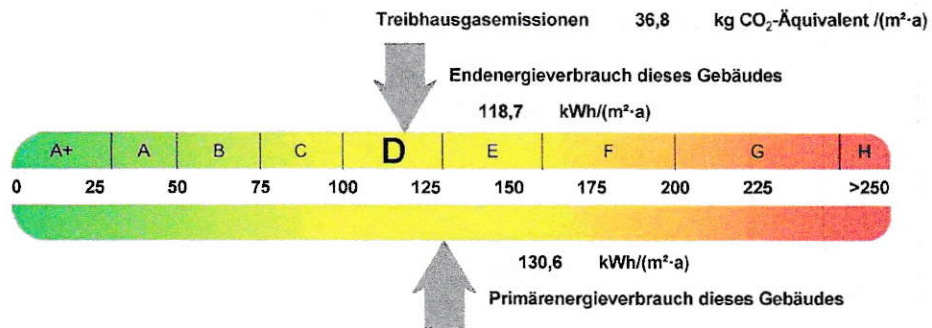 Treibhausgasemissionen 36,8 kg CO₂-Äquivalent /(m²·a)
Endenergieverbrauch dieses Gebäudes
118,7 kWh/(m²·a)
A+ A B C D E F G H
0 25 50 75 100 125 150 175 200 225 >250
130,6 kWh/(m²·a)
Primärenergieverbrauch dieses Gebäudes